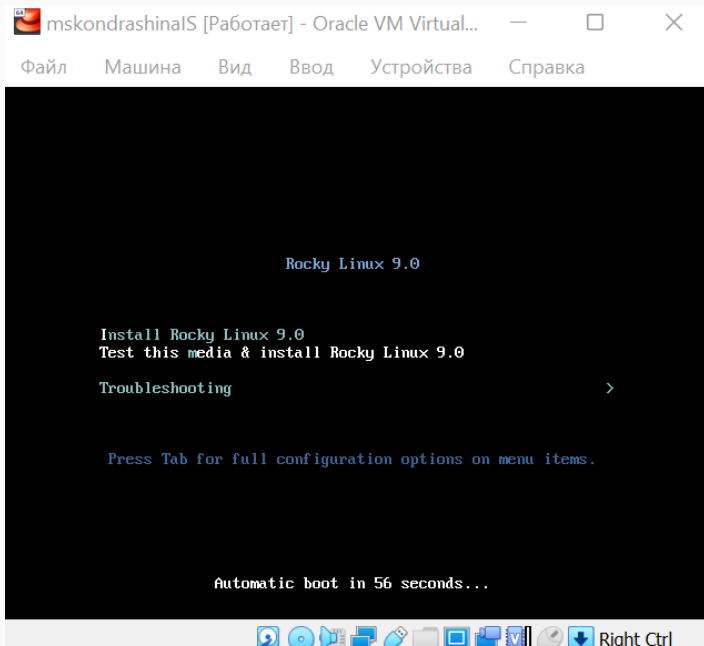 64
mskondrashinaIS [Работает] - Oracle VM Virtual...
Файл Машина Вид Ввод Устройства Справка
Rocky Linux 9.0
Install Rocky Linux 9.0
Test this media & install Rocky Linux 9.0
Troubleshooting >
Press Tab for full configuration options on menu items.
Automatic boot in 56 seconds...
Right Ctrl